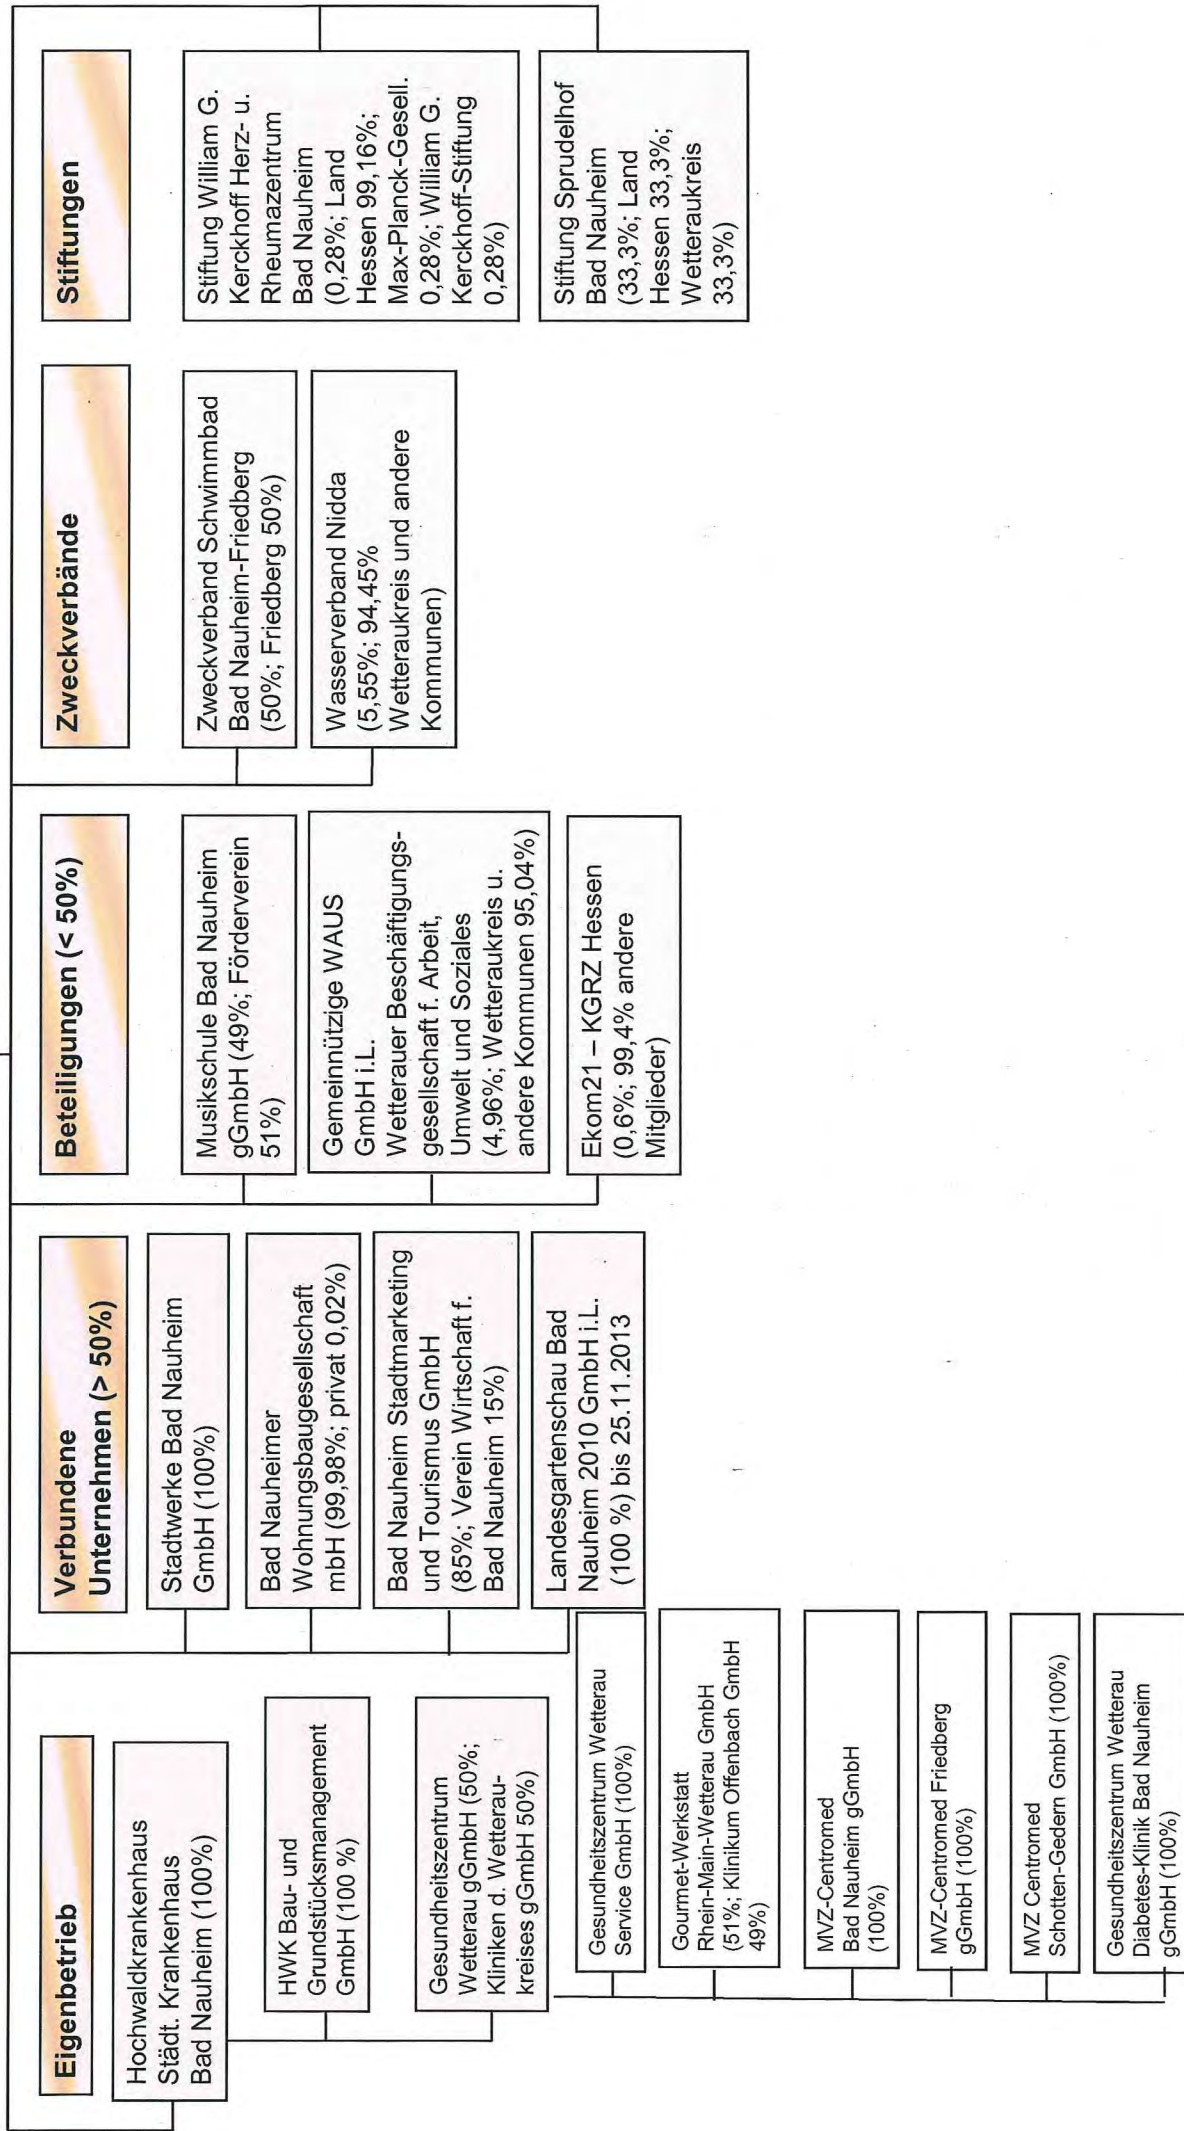 Eigenbetrieb
Hochwaldkrankenhaus
Städt. Krankenhaus
Bad Nauheim (100%)
HWK Bau- und
Grundstücksmanagement
GmbH (100 %)
Gesundheitszentrum
Wetterau gGmbH (50%;
Kliniken d. Wetterau-
kreises gGmbH 50%)
Gesundheitszentrum Wetterau
Service GmbH (100%)
Gourmet-Werkstatt
Rhein-Main-Wetterau GmbH
(51%; Klinikum Offenbach GmbH
49%)
MVZ-Centromed
Bad Nauheim gGmbH
(100%)
MVZ-Centromed Friedberg
gGmbH (100%)
MVZ Centromed
Schotten-Gedern GmbH (100%)
Gesundheitszentrum Wetterau
Diabetes-Klinik Bad Nauheim
gGmbH (100%)
Verbundene
Unternehmen (> 50%)
Stadtwerke Bad Nauheim
GmbH (100%)
Bad Nauheimer
Wohnungsbaugesellschaft
mbH (99,98%; privat 0,02%)
Bad Nauheim Stadtmarketing
und Tourismus GmbH
(85%; Verein Wirtschaft f.
Bad Nauheim 15%)
Landesgartenschau Bad
Nauheim 2010 GmbH i.L.
(100 %) bis 25.11.2013
Beteiligungen (< 50%)
Musikschule Bad Nauheim
gGmbH (49%; Förderverein
51%)
Gemeinnützige WAUS
GmbH i.L.
Wetterauer Beschäftigungs-
gesellschaft f. Arbeit,
Umwelt und Soziales
(4,96%; Wetteraukreis u.
andere Kommunen 95,04%)
Ekom21 – KGRZ Hessen
(0,6%; 99,4% andere
Mitglieder)
Zweckverbände
Zweckverband Schwimmbad
Bad Nauheim-Friedberg
(50%; Friedberg 50%)
Wasserverband Nidda
(5,55%; 94,45%
Wetteraukreis und andere
Kommunen)
Stiftungen
Stiftung William G.
Kerckhoff Herz- u.
Rheumazentrum
Bad Nauheim
(0,28%; Land
Hessen 99,16%;
Max-Planck-Gesell.
0,28%; William G.
Kerckhoff-Stiftung
0,28%)
Stiftung Sprudelhof
Bad Nauheim
(33,3%; Land
Hessen 33,3%;
Wetteraukreis
33,3%)